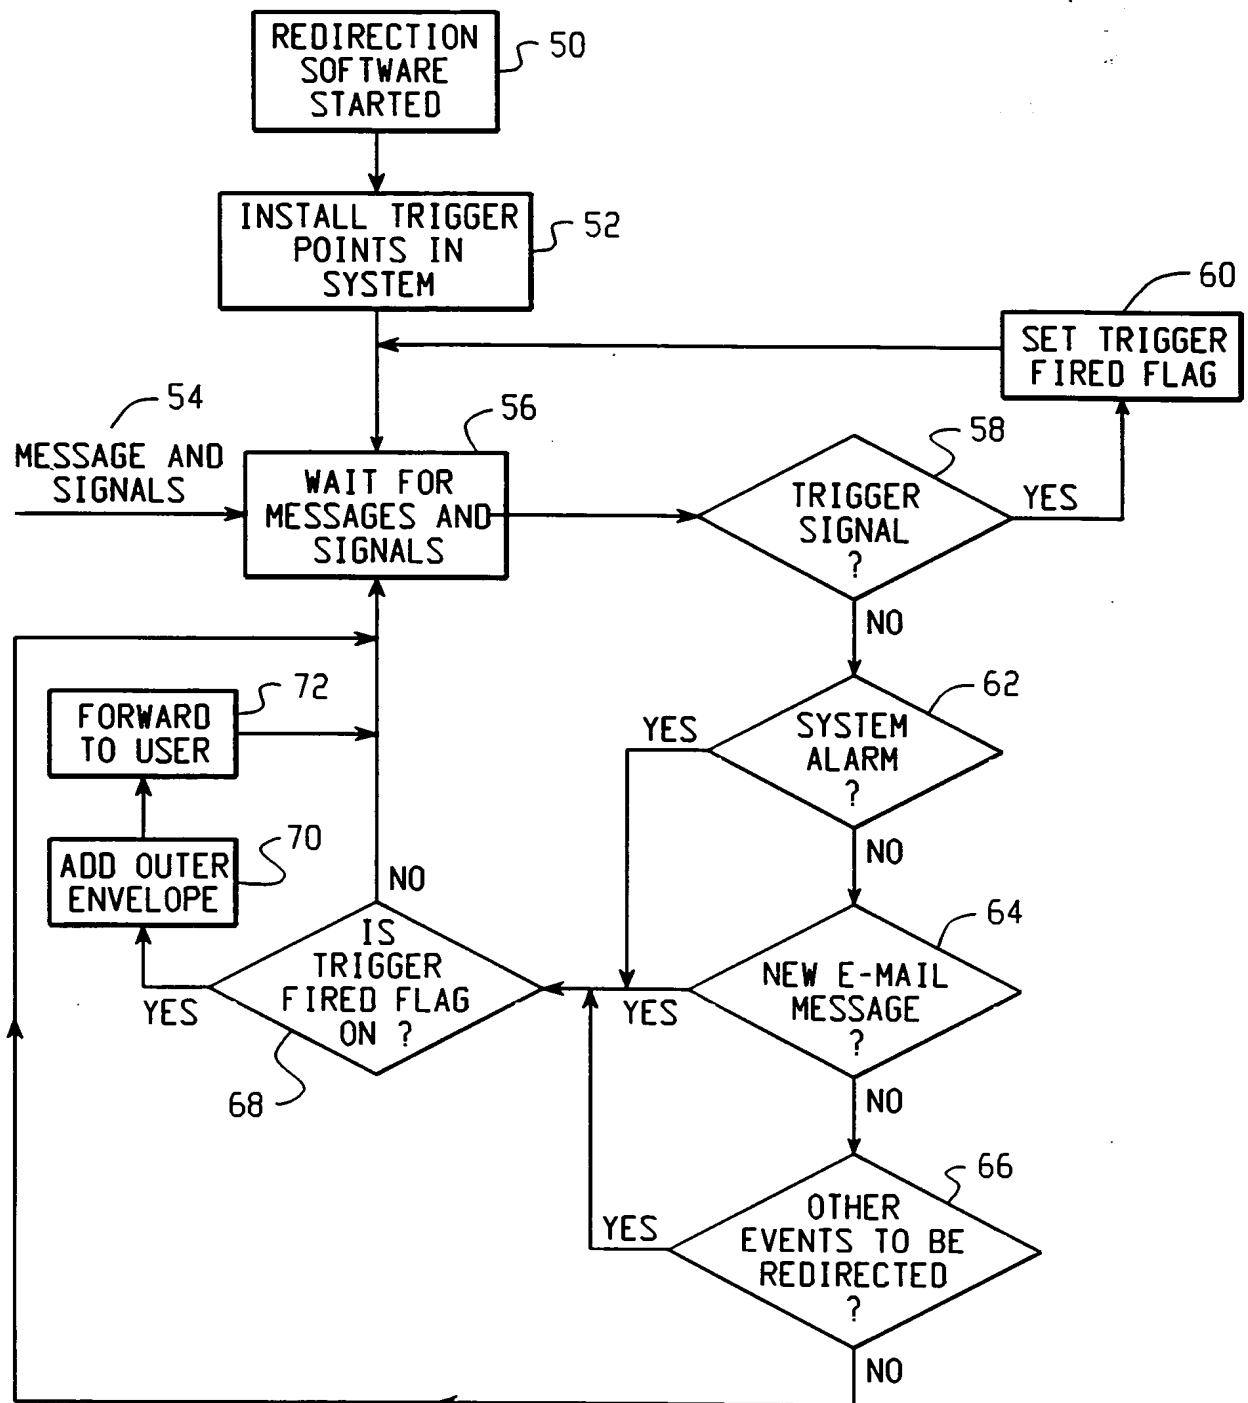 REDIRECTION
SOFTWARE
STARTED
50
INSTALL TRIGGER
POINTS IN
SYSTEM
52
60
SET TRIGGER
FIRED FLAG
54
MESSAGE AND
SIGNALS
56
WAIT FOR
MESSAGES AND
SIGNALS
58
TRIGGER
SIGNAL
?
YES
NO
62
SYSTEM
ALARM
?
YES
NO
72
FORWARD
TO USER
70
ADD OUTER
ENVELOPE
NO
IS
TRIGGER
FIRED FLAG
ON ?
YES
68
64
NEW E-MAIL
MESSAGE
?
YES
NO
66
OTHER
EVENTS TO BE
REDIRECTED
?
YES
NO